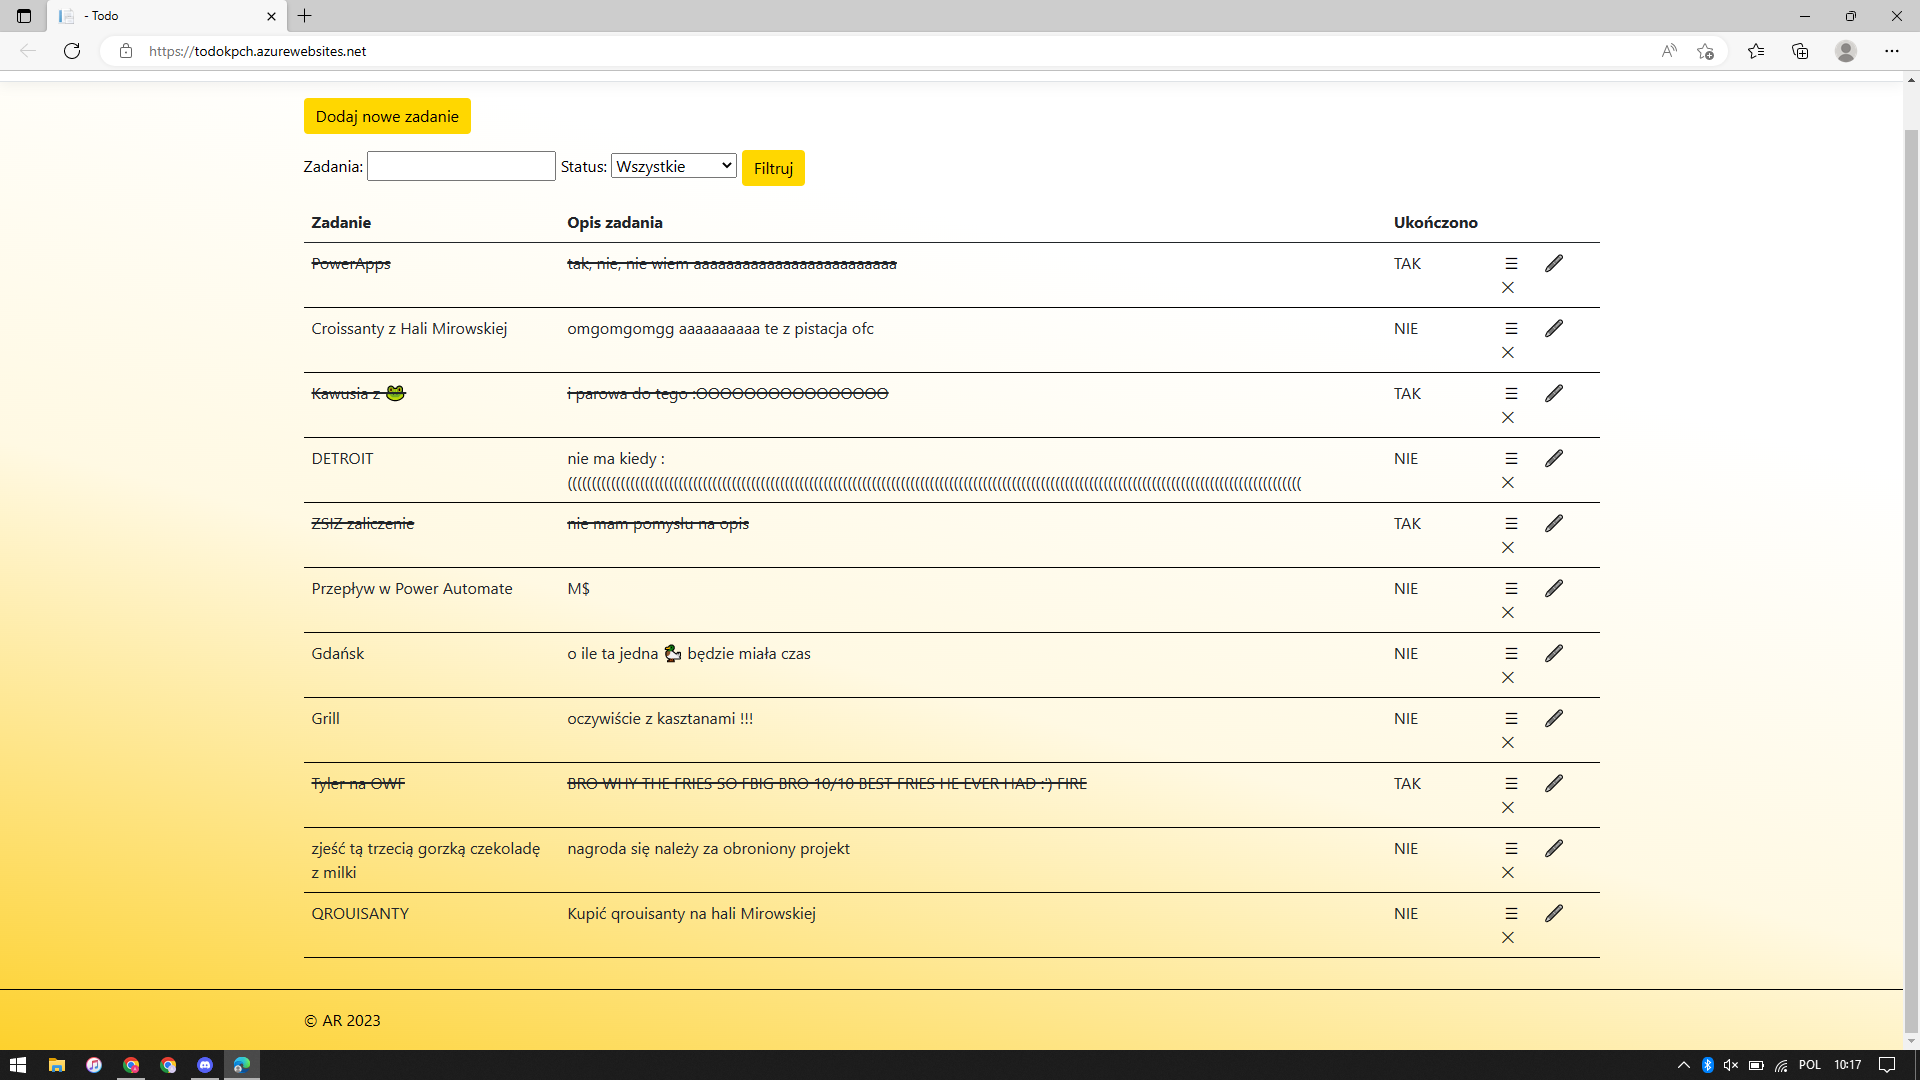 - Todo
https://todokpch.azurewebsites.net
Dodaj nowe zadanie
Zadania: Status: Wszystkie Filtruj
Zadanie Opis zadania Ukończono
PowerApps tak, nie, nie wiem aaaaaaaaaaaaaaaaaaaaaaaaa TAK
Croissanty z Hali Mirowskiej omgomgomgg aaaaaaaaaa te z pistacja ofc NIE
Kawusia z 🐸 i parowa do tego :OOOOOOOOOOOOOOOO TAK
DETROIT nie ma kiedy : NIE
ZSIZ zaliczenie nie mam pomysłu na opis TAK
Przepływ w Power Automate M$ NIE
Gdańsk o ile ta jedna 🦆 będzie miała czas NIE
Grill oczywiście z kasztanami !!! NIE
Tyler na OWF BRO WHY THE FRIES SO FBIG BRO 10/10 BEST FRIES HE EVER HAD :') FIRE TAK
zjeść tą trzecią gorzką czekoladę nagroda się należy za obroniony projekt NIE
z milki
QROUISANTY Kupić qrouisanty na hali Mirowskiej NIE
© AR 2023
POL 10:17